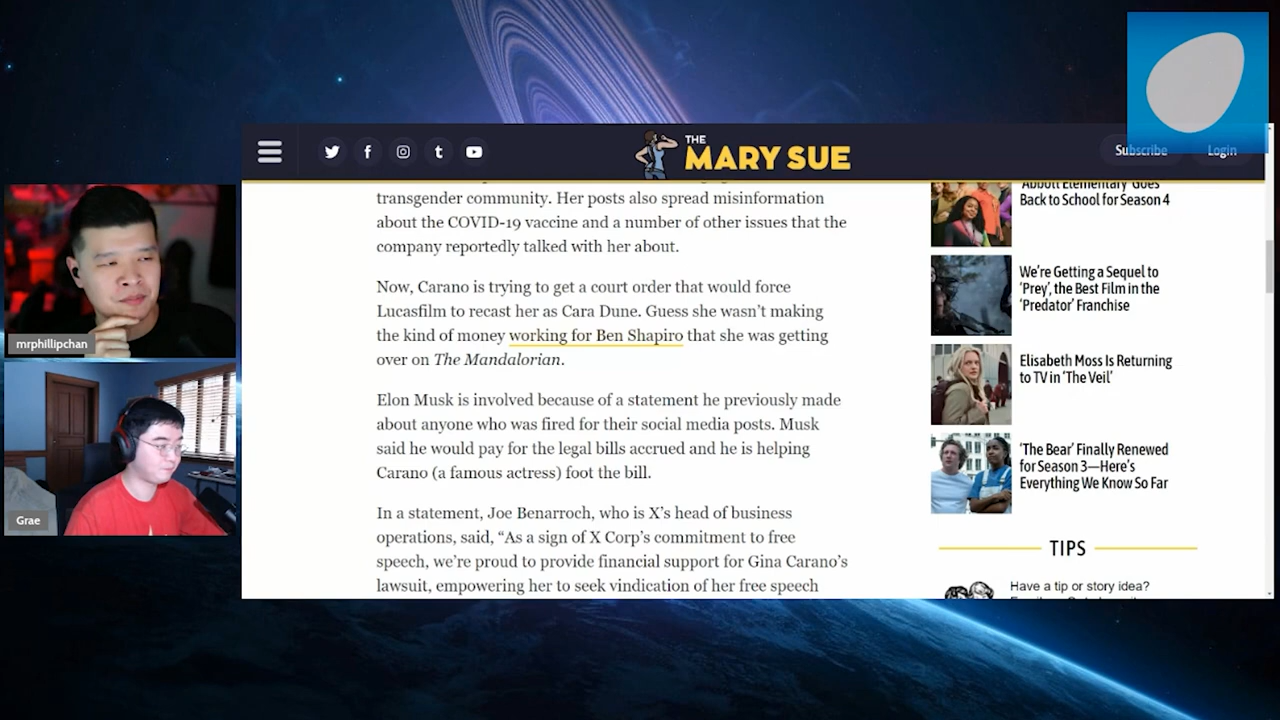 THE
MARY SUE
Subscribe
Login
transgender community. Her posts also spread misinformation
about the COVID-19 vaccine and a number of other issues that the
company reportedly talked with her about.
Now, Carano is trying to get a court order that would force
Lucasfilm to recast her as Cara Dune. Guess she wasn’t making
the kind of money working for Ben Shapiro that she was getting
over on The Mandalorian.
Elon Musk is involved because of a statement he previously made
about anyone who was fired for their social media posts. Musk
said he would pay for the legal bills accrued and he is helping
Carano (a famous actress) foot the bill.
In a statement, Joe Benarroch, who is X’s head of business
operations, said, “As a sign of X Corp’s commitment to free
speech, we’re proud to provide financial support for Gina Carano’s
lawsuit, empowering her to seek vindication of her free speech
'Abbott Elementary' Goes
Back to School for Season 4
We’re Getting a Sequel to
‘Prey’, the Best Film in the
‘Predator’ Franchise
Elisabeth Moss Is Returning
to TV in ‘The Veil’
‘The Bear’ Finally Renewed
for Season 3—Here’s
Everything We Know So Far
TIPS
Have a tip or story idea?
mrphillipchan
Grae